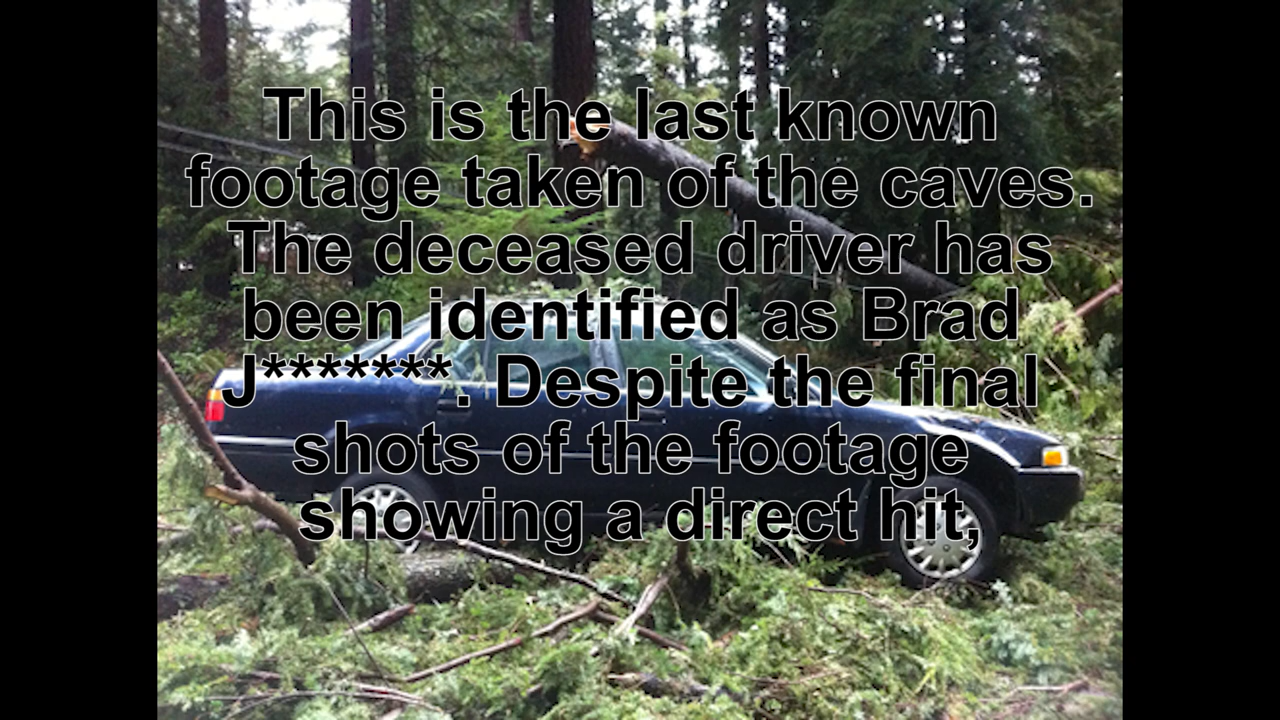 This is the last known
footage taken of the caves.
The deceased driver has
been identified as Brad
J*******. Despite the final
shots of the footage
showing a direct hit,